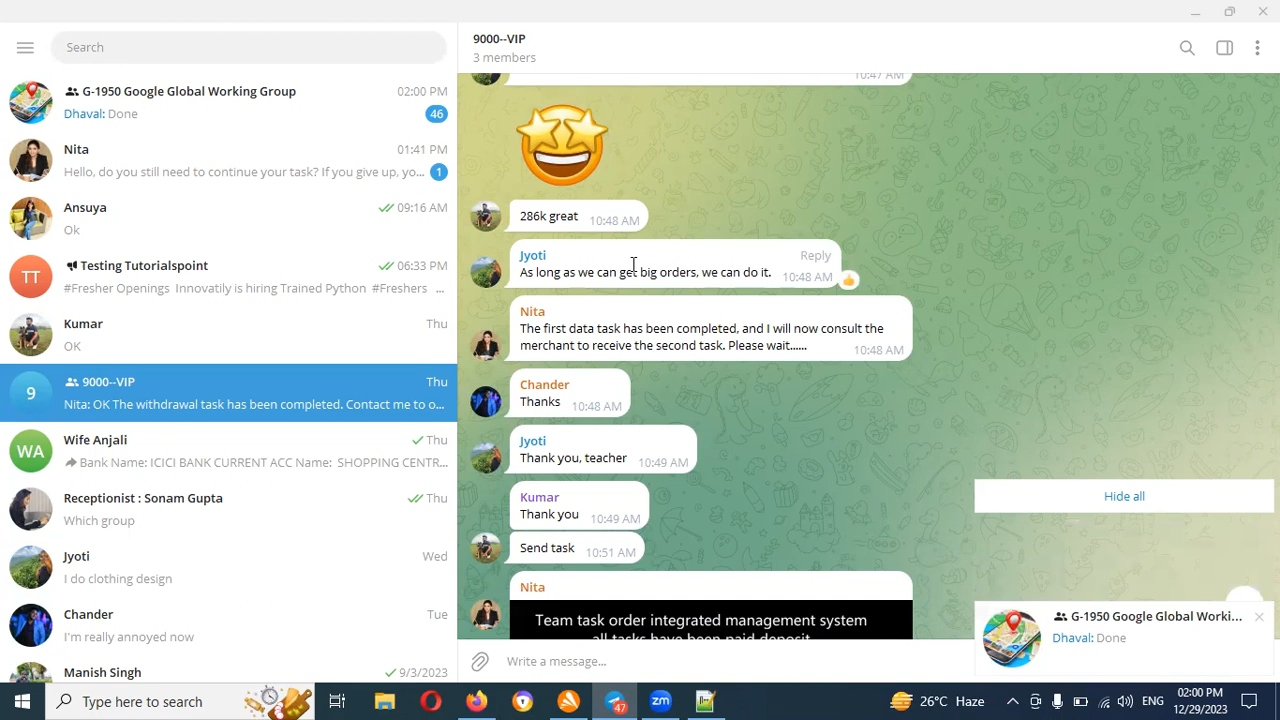 Search
G-1950 Google Global Working Group 02:00 PM
Dhaval: Done 46
Nita 01:41 PM
Hello, do you still need to continue your task? If you give up, yo... 1
Ansuya 09:16 AM
Ok
TT Testing Tutorialspoint 06:33 PM
#Fresher Openings Innovatily is hiring Trained Python #Freshers ...
Kumar Thu
OK
9 9000--VIP Thu
Nita: OK The withdrawal task has been completed. Contact me to o...
WA Wife Anjali Thu
Bank Name: ICICI BANK CURRENT ACC Name: SHOPPING CENTR...
Receptionist : Sonam Gupta Thu
Which group
Jyoti Wed
I do clothing design
Chander Tue
I'm really annoyed now
Manish Singh 9/3/2023
9000--VIP
3 members
10:47 AM
286k great 10:48 AM
Jyoti Reply
As long as we can get big orders, we can do it. 10:48 AM
Nita
The first data task has been completed, and I will now consult the
merchant to receive the second task. Please wait...... 10:48 AM
Chander
Thanks 10:48 AM
Jyoti
Thank you, teacher 10:49 AM
Kumar
Thank you 10:49 AM
Send task 10:51 AM
Nita
Team task order integrated management system
all tasks have been paid deposit
Write a message...
Hide all
G-1950 Google Global Worki...
Dhaval: Done
Type here to search
47
zm
26°C Haze
ENG
02:00 PM
12/29/2023